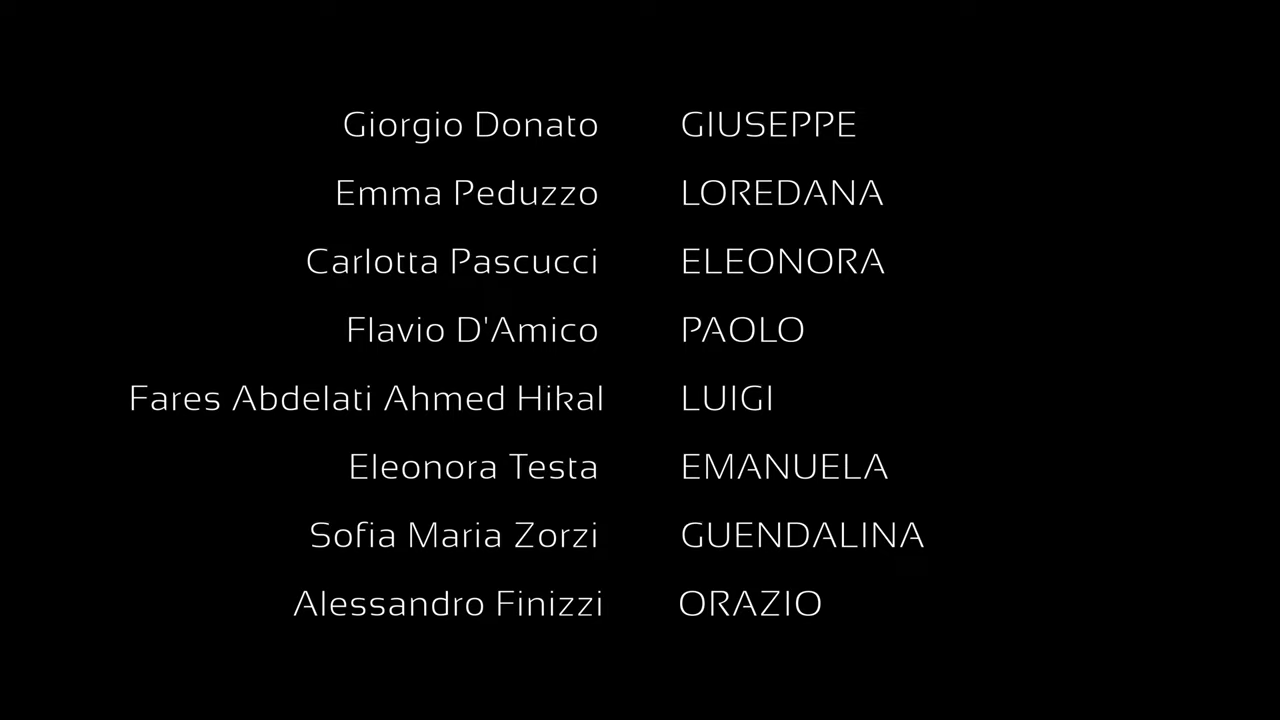 Giorgio Donato GIUSEPPE
Emma Peduzzo LOREDANA
Carlotta Pascucci ELEONORA
Flavio D'Amico PAOLO
Fares Abdelati Ahmed Hikal LUIGI
Eleonora Testa EMANUELA
Sofia Maria Zorzi GUENDALINA
Alessandro Finizzi ORAZIO